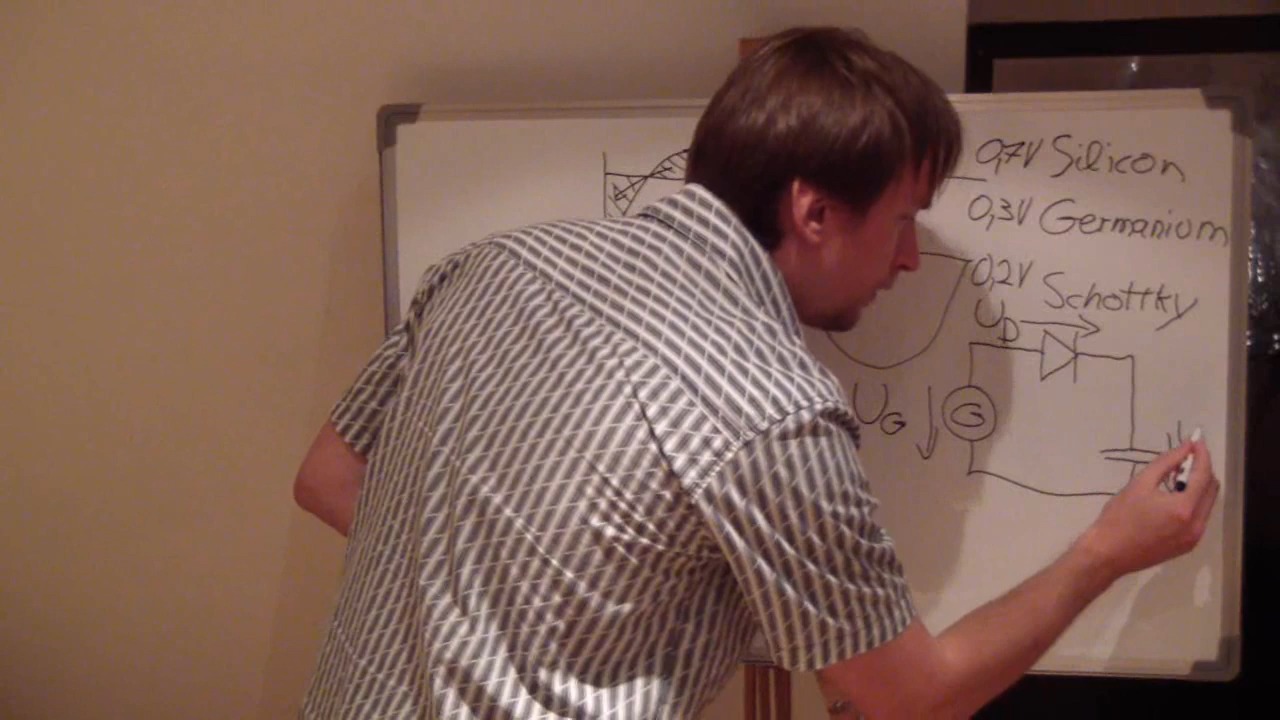 0,7V Silicon
0,3V Germanium
0,2V Schottky
UD
UG
G